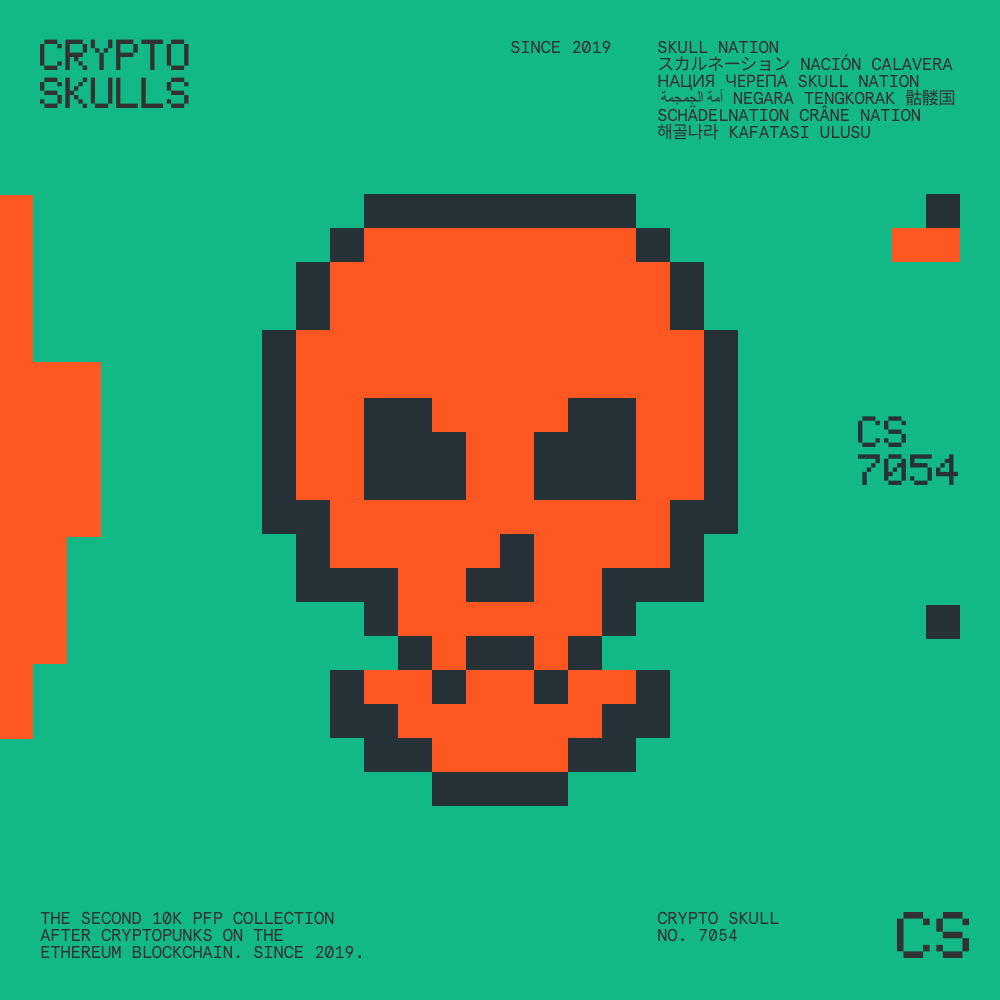 CRYPTO
SKULLS
SINCE 2019
SKULL NATION
スカルネーション NACIÓN CALAVERA
НАЦИЯ ЧЕРЕПА SKULL NATION
أمة الجمجمة NEGARA TENGKORAK 骷髅国
SCHÄDELNATION CRÂNE NATION
해골나라 KAFATASI ULUSU
CS
7054
THE SECOND 10K PFP COLLECTION
AFTER CRYPTOPUNKS ON THE
ETHEREUM BLOCKCHAIN. SINCE 2019.
CRYPTO SKULL
NO. 7054
CS